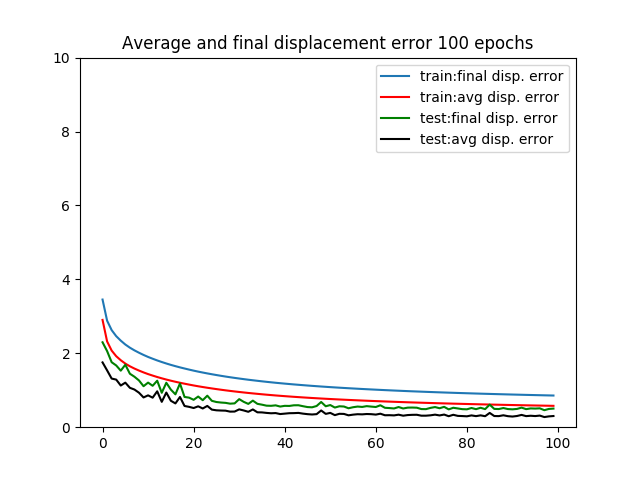 Average and final displacement error 100 epochs
10
8
6
4
2
0
train:final disp. error
train:avg disp. error
test:final disp. error
test:avg disp. error
0 20 40 60 80 100